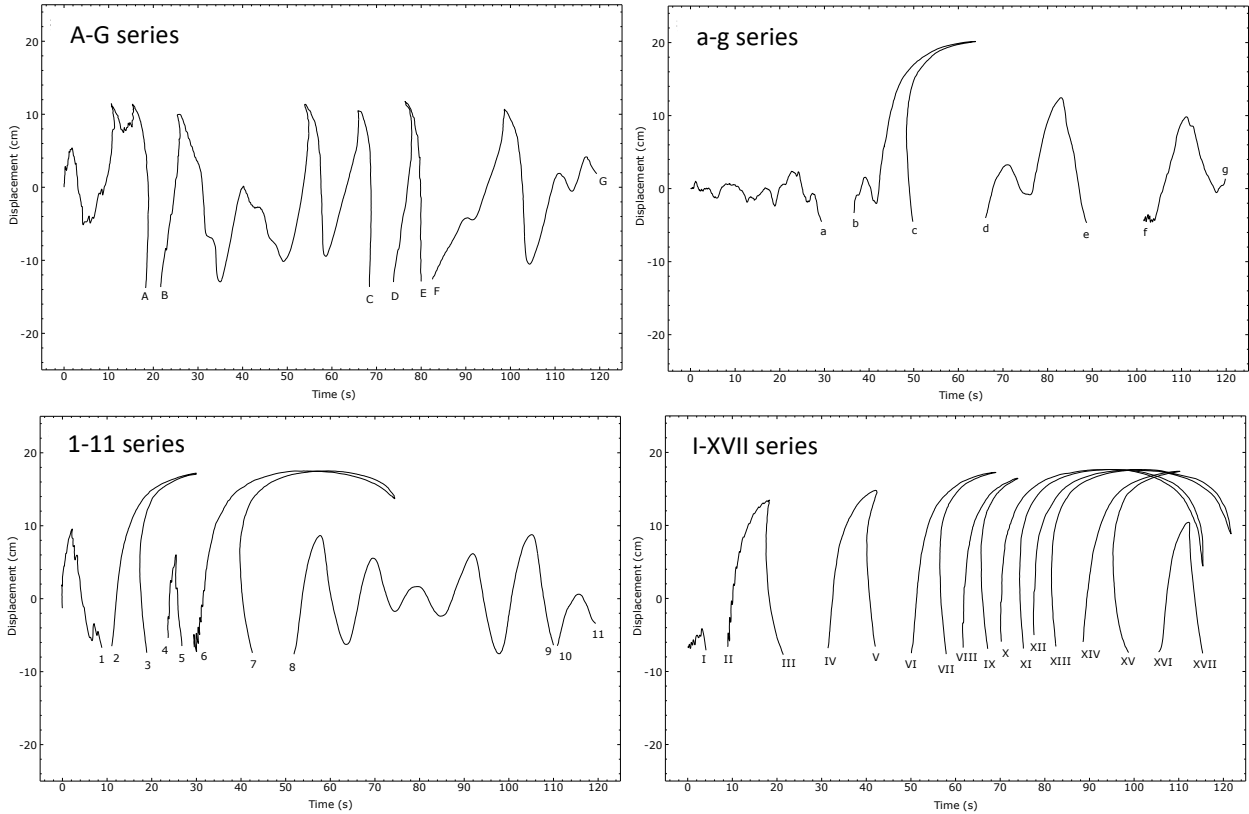 A-G series
20
10
0
-10
-20
Displacement (cm)
A B C D E F G
0 10 20 30 40 50 60 70 80 90 100 110 120
Time (s)
a-g series
20
10
0
-10
-20
Displacement (cm)
a b c d e f g
0 10 20 30 40 50 60 70 80 90 100 110 120
Time (s)
1-11 series
20
10
0
-10
-20
Displacement (cm)
1 2 3 4 5 6 7 8 9 10 11
0 10 20 30 40 50 60 70 80 90 100 110 120
Time (s)
I-XVII series
20
10
0
-10
-20
Displacement (cm)
I II III IV V VI VII VIII IX X XI XII XIII XIV XV XVI XVII
0 10 20 30 40 50 60 70 80 90 100 110 120
Time (s)